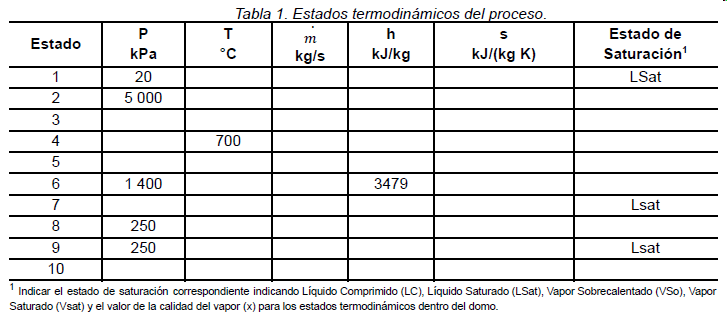 Tabla 1. Estados termodinámicos del proceso.
Estado P kPa T °C ṁ kg/s h kJ/kg s kJ/(kg K) Estado de Saturación¹
1 20 LSat
2 5 000
3
4 700
5
6 1 400 3479
7 Lsat
8 250
9 250 Lsat
10
¹ Indicar el estado de saturación correspondiente indicando Líquido Comprimido (LC), Líquido Saturado (LSat), Vapor Sobrecalentado (VSo), Vapor
Saturado (Vsat) y el valor de la calidad del vapor (x) para los estados termodinámicos dentro del domo.